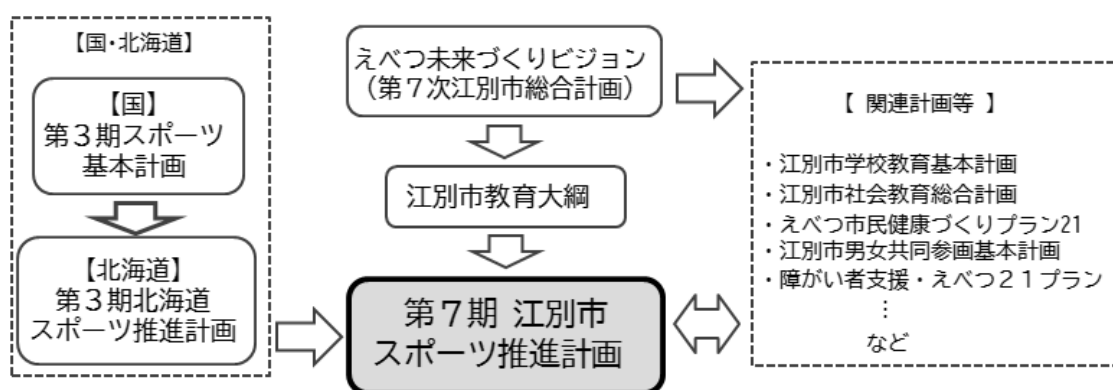 【国・北海道】
【国】
第３期スポーツ
基本計画
【北海道】
第３期北海道
スポーツ推進計画
えべつ未来づくりビジョン
（第７次江別市総合計画）
江別市教育大綱
第７期 江別市
スポーツ推進計画
【 関連計画等 】
・江別市学校教育基本計画
・江別市社会教育総合計画
・えべつ市民健康づくりプラン21
・江別市男女共同参画基本計画
・障がい者支援・えべつ２１プラン
⋮
など